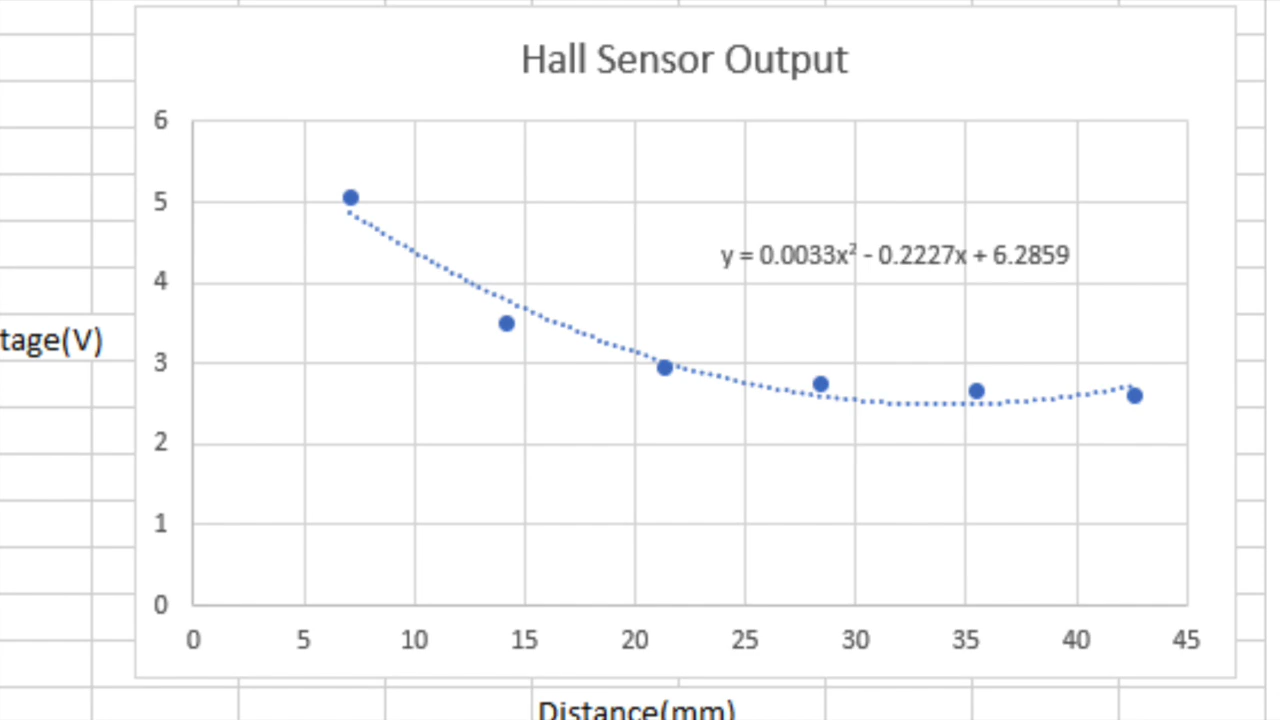 Hall Sensor Output
6
5
y = 0.0033x² - 0.2227x + 6.2859
4
tage(V)
3
2
1
0
0 5 10 15 20 25 30 35 40 45
Distance(mm)